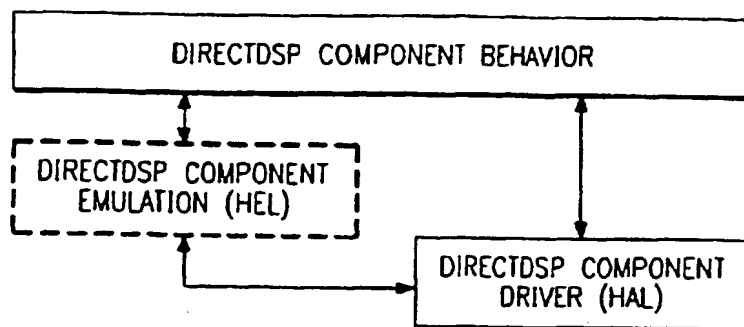 DIRECTDSP COMPONENT BEHAVIOR
DIRECTDSP COMPONENT
EMULATION (HEL)
DIRECTDSP COMPONENT
DRIVER (HAL)